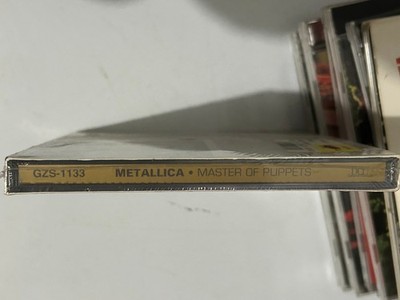 GZS-1133 METALLICA • MASTER OF PUPPETS